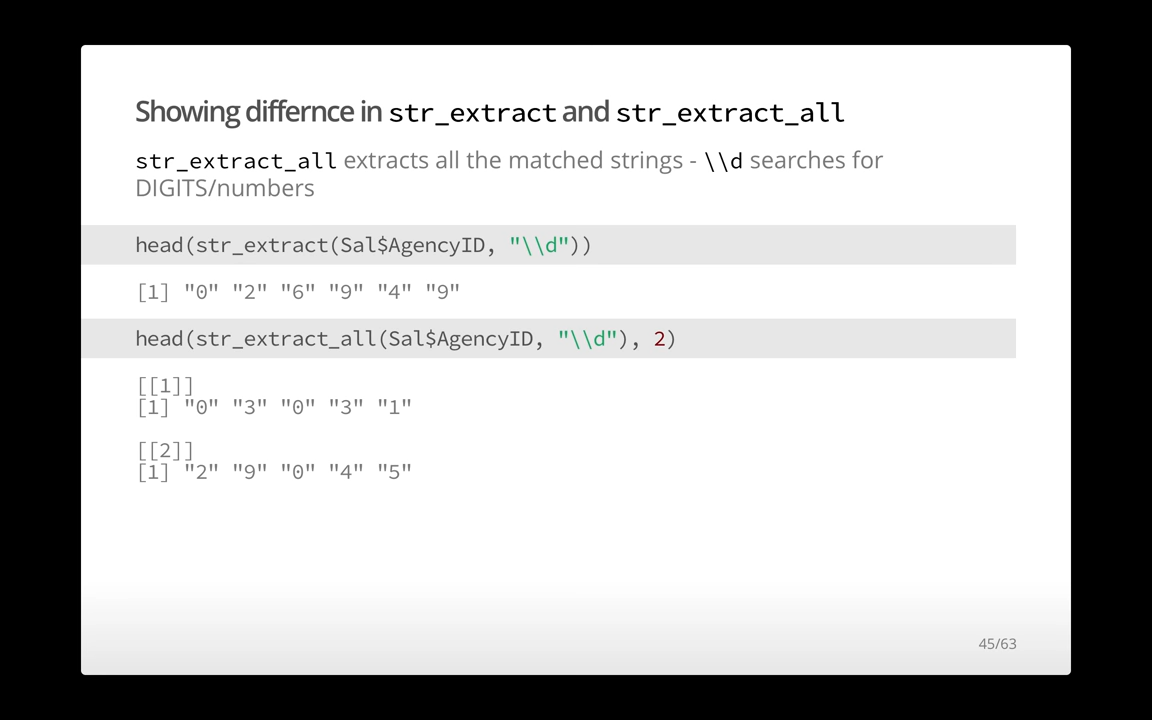 Showing differnce in str_extract and str_extract_all
str_extract_all extracts all the matched strings - \\d searches for
DIGITS/numbers
head(str_extract(Sal$AgencyID, "\\d"))
[1] "0" "2" "6" "9" "4" "9"
head(str_extract_all(Sal$AgencyID, "\\d"), 2)
[[1]]
[1] "0" "3" "0" "3" "1"
[[2]]
[1] "2" "9" "0" "4" "5"
45/63